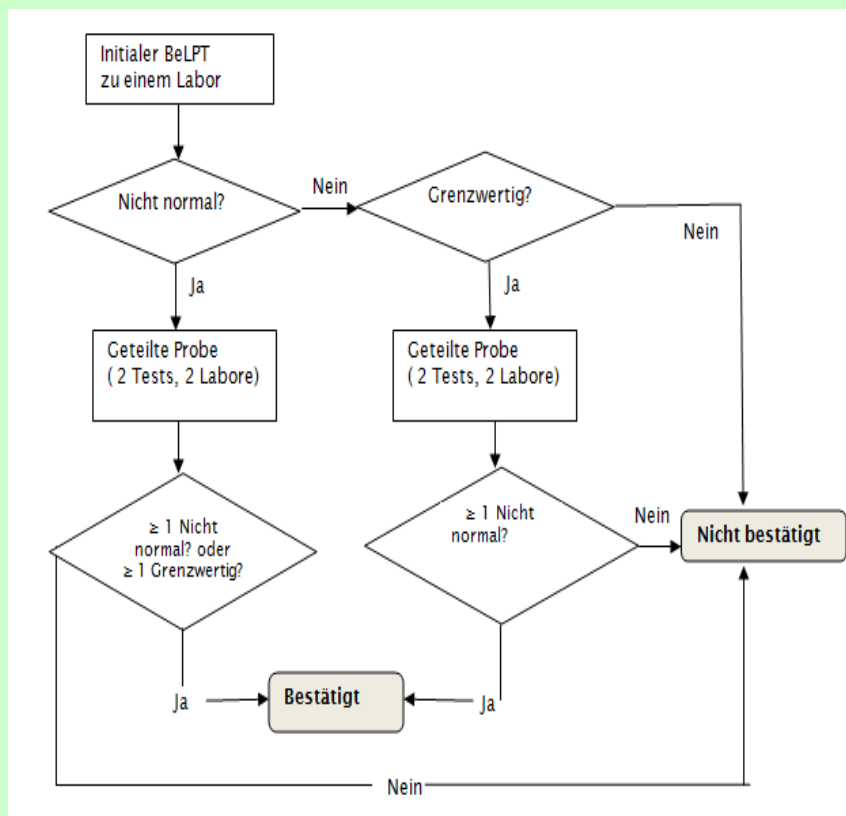 Initialer BeLPT
zu einem Labor
Nicht normal?
Nein
Grenzwertig?
Nein
Ja
Ja
Geteilte Probe
( 2 Tests, 2 Labore)
Geteilte Probe
( 2 Tests, 2 Labore)
≥ 1 Nicht
normal? oder
≥ 1 Grenzwertig?
≥ 1 Nicht
normal?
Nein
Nicht bestätigt
Ja
Bestätigt
Ja
Nein